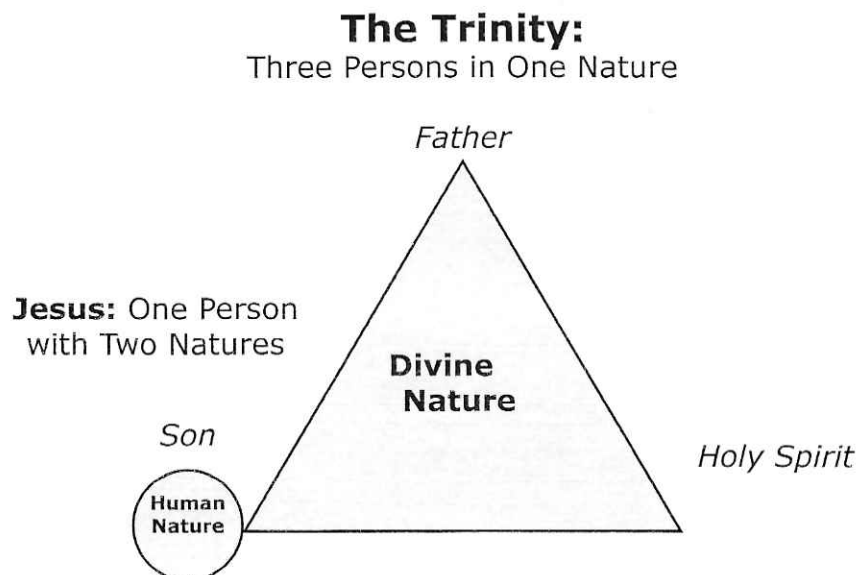 The Trinity:
Three Persons in One Nature
Father
Jesus: One Person
with Two Natures
Divine
Nature
Son
Holy Spirit
Human
Nature